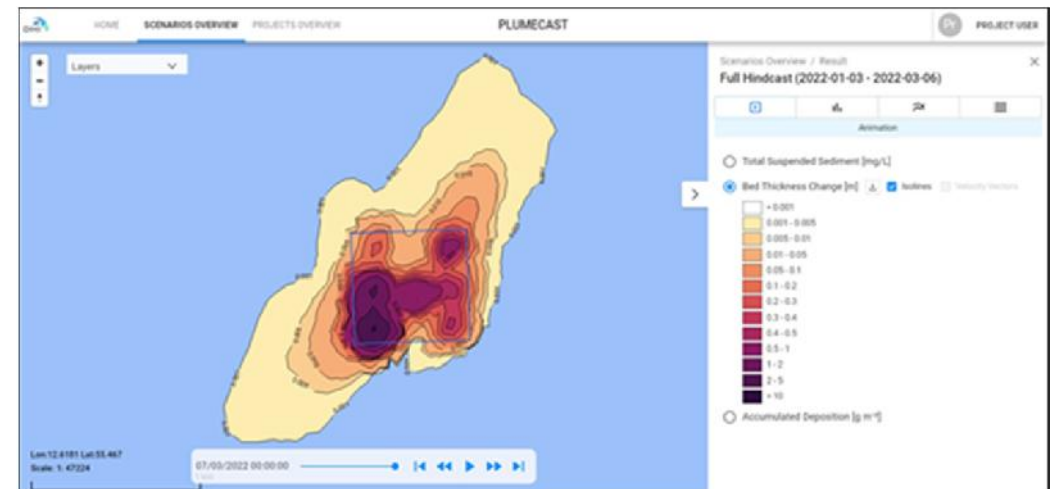 HOME
SCENARIOS OVERVIEW
PROJECTS OVERVIEW
PLUMECAST
PROJECT USER
Layers
Scenarios Overview / Result
Full Hindcast (2022-01-03 - 2022-03-06)
Animation
Total Suspended Sediment [mg/L]
Bed Thickness Change [m]
Isolines
Velocity Vectors
0.001 - 0.005
0.005 - 0.01
0.01 - 0.05
0.05 - 0.1
0.1 - 0.2
0.2 - 0.3
0.3 - 0.4
0.4 - 0.5
0.5 - 1
1 - 2
2 - 5
> 10
Accumulated Deposition [g m⁻²]
Lon:12.6181 Lat:55.467
Scale: 1: 47224
07/03/2022 00:00:00